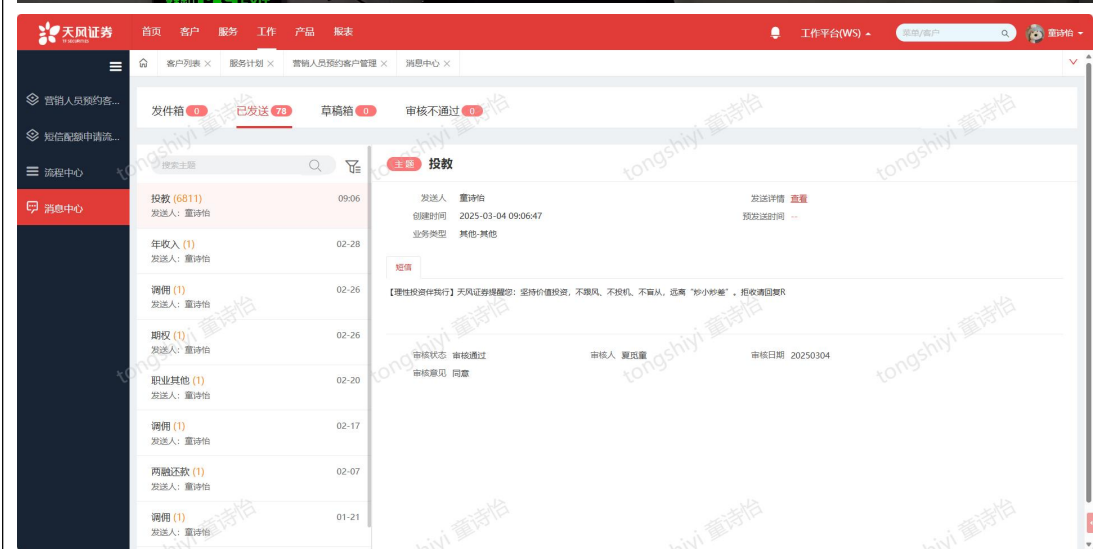 天风证券 首页 客户 服务 工作 产品 报表 工作平台(WS) 童诗怡
客户列表 × 服务计划 × 营销人员预约客户管理 × 消息中心 ×
营销人员预约客...
短信配额申请流...
流程中心
消息中心
发件箱 0 已发送 78 草稿箱 0 审核不通过 0
搜索主题
投教 (6811) 09:06
发送人：童诗怡
年收入 (1) 02-28
发送人：童诗怡
调佣 (1) 02-26
发送人：童诗怡
期权 (1) 02-26
发送人：童诗怡
职业其他 (1) 02-20
发送人：童诗怡
调佣 (1) 02-17
发送人：童诗怡
两融还款 (1) 02-07
发送人：童诗怡
调佣 (1) 01-21
发送人：童诗怡
主题 投教
发送人 童诗怡 发送详情 查看
创建时间 2025-03-04 09:06:47 预发送时间 --
业务类型 其他-其他
短信
【理性投资伴我行】天风证券提醒您：坚持价值投资，不跟风、不投机、不盲从，远离“炒小炒差”。拒收请回复R
审核状态 审核通过 审核人 夏觅童 审核日期 20250304
审核意见 同意
tongshiyi 童诗怡